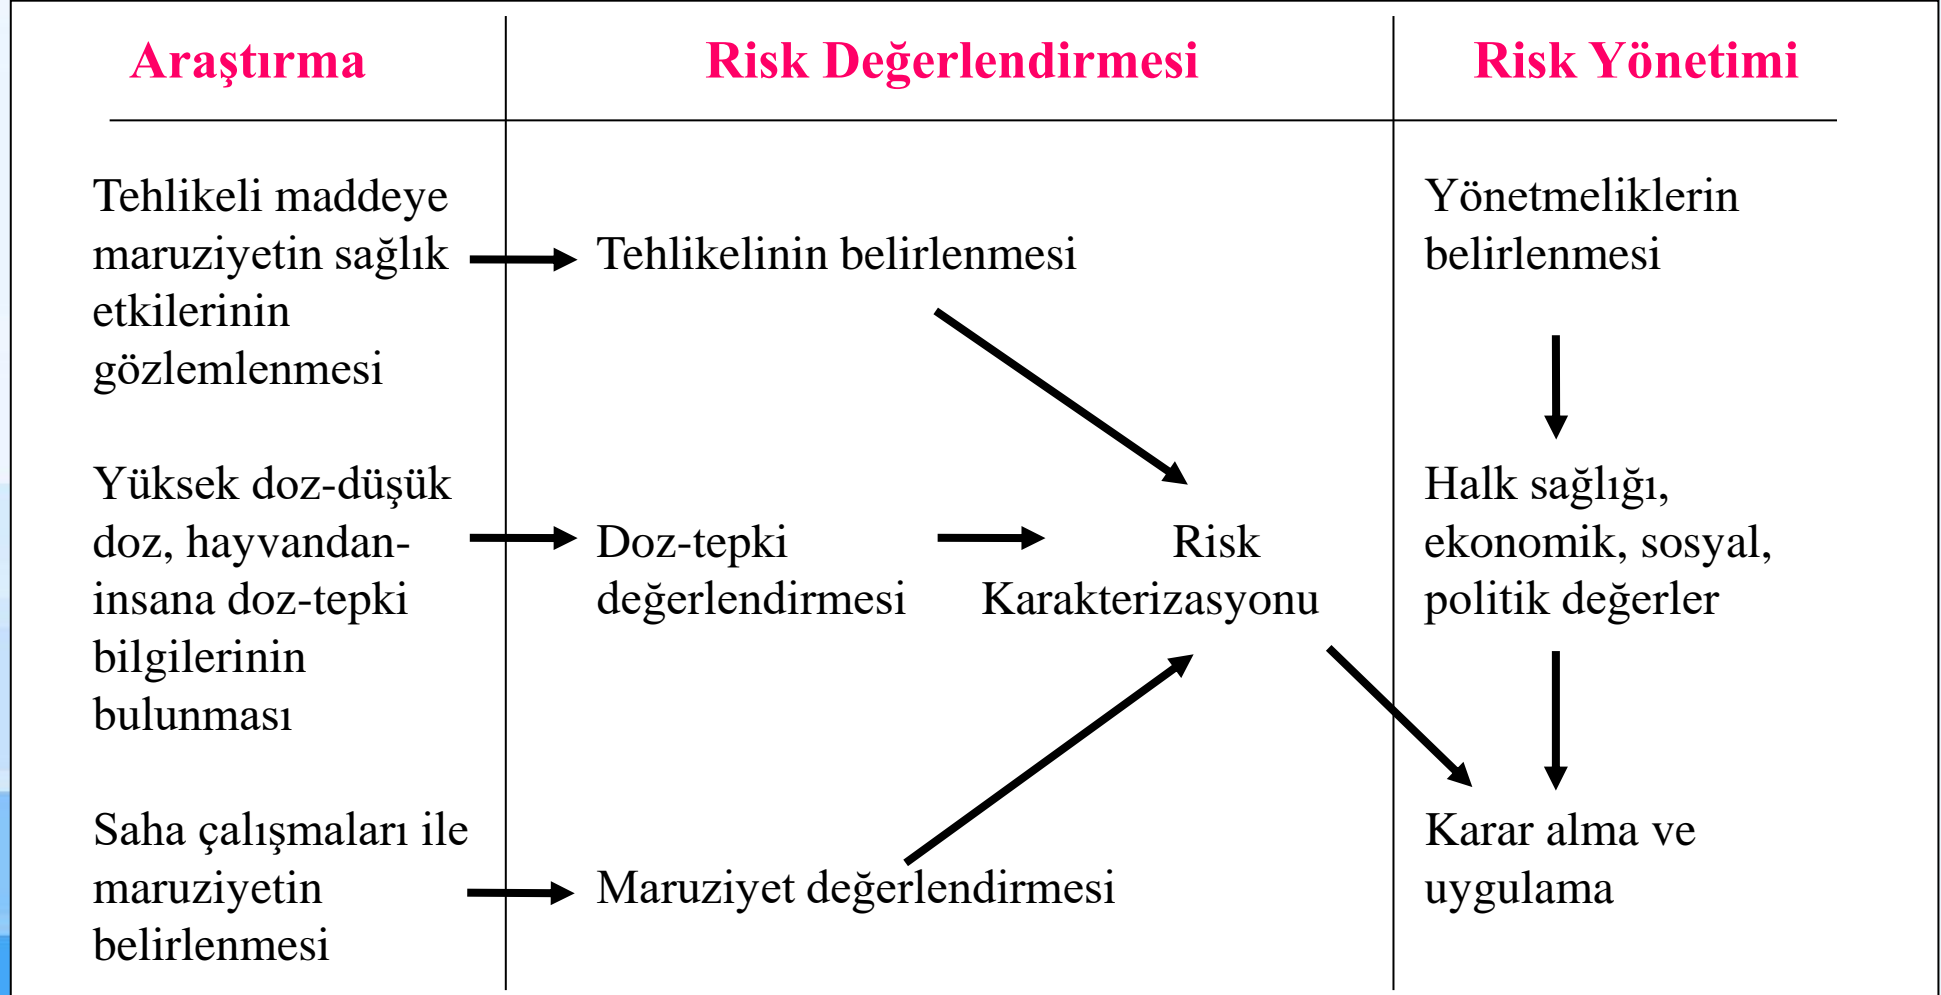 Araştırma
Risk Değerlendirmesi
Risk Yönetimi
Tehlikeli maddeye
maruziyetin sağlık
etkilerinin
gözlemlenmesi
Tehlikelinin belirlenmesi
Yönetmeliklerin
belirlenmesi
Yüksek doz-düşük
doz, hayvandan-
insana doz-tepki
bilgilerinin
bulunması
Doz-tepki
değerlendirmesi
Risk
Karakterizasyonu
Halk sağlığı,
ekonomik, sosyal,
politik değerler
Saha çalışmaları ile
maruziyetin
belirlenmesi
Maruziyet değerlendirmesi
Karar alma ve
uygulama